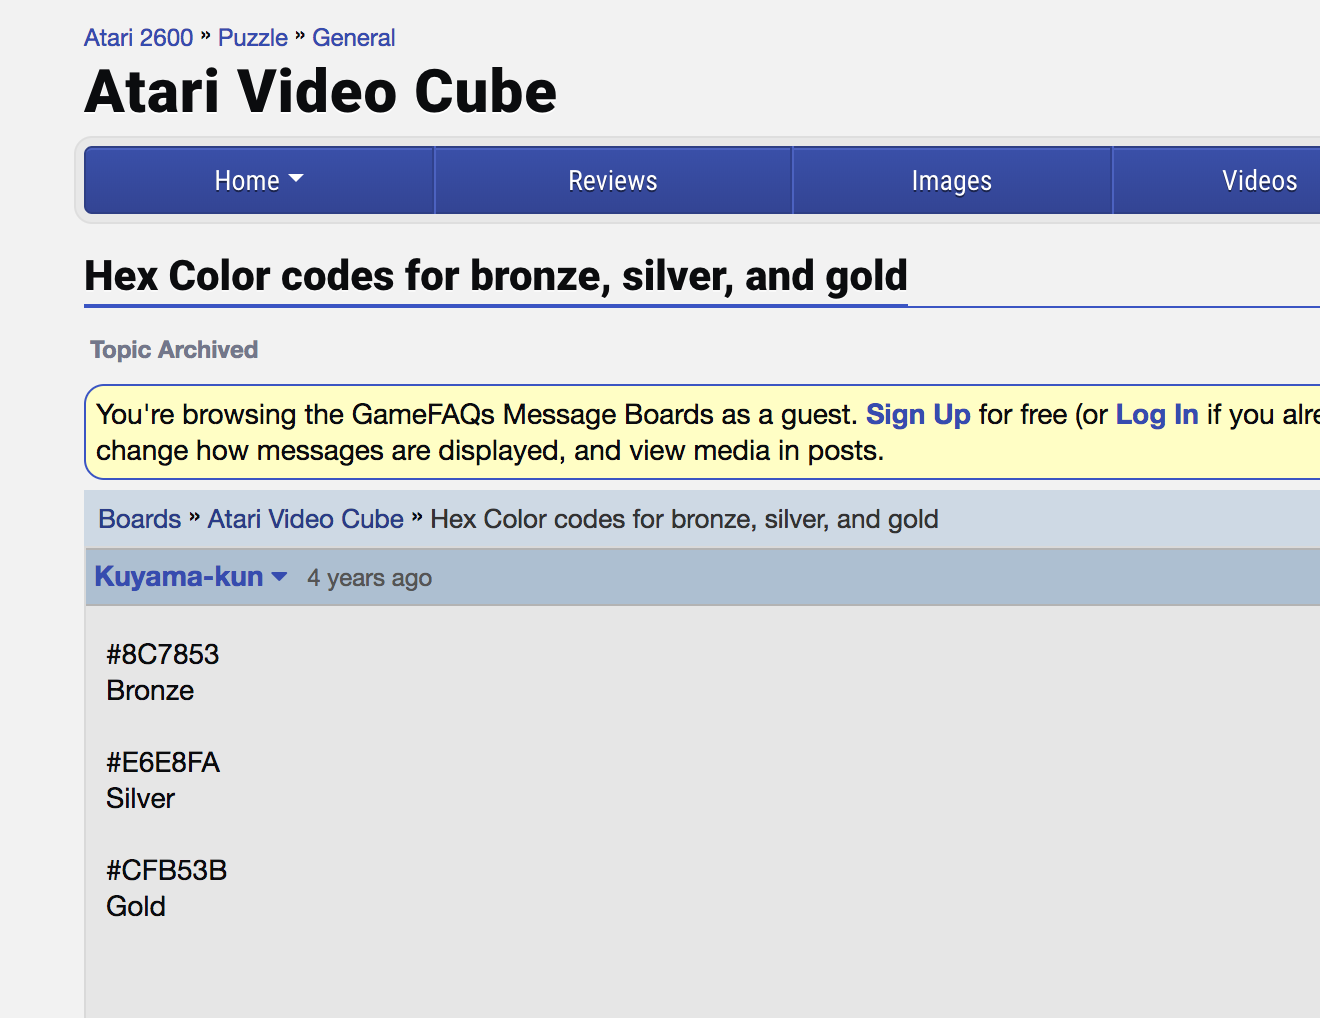 Atari 2600 » Puzzle » General
Atari Video Cube
Home Reviews Images Videos
Hex Color codes for bronze, silver, and gold
Topic Archived
You're browsing the GameFAQs Message Boards as a guest. Sign Up for free (or Log In if you
change how messages are displayed, and view media in posts.
Boards » Atari Video Cube » Hex Color codes for bronze, silver, and gold
Kuyama-kun 4 years ago
#8C7853
Bronze
#E6E8FA
Silver
#CFB53B
Gold